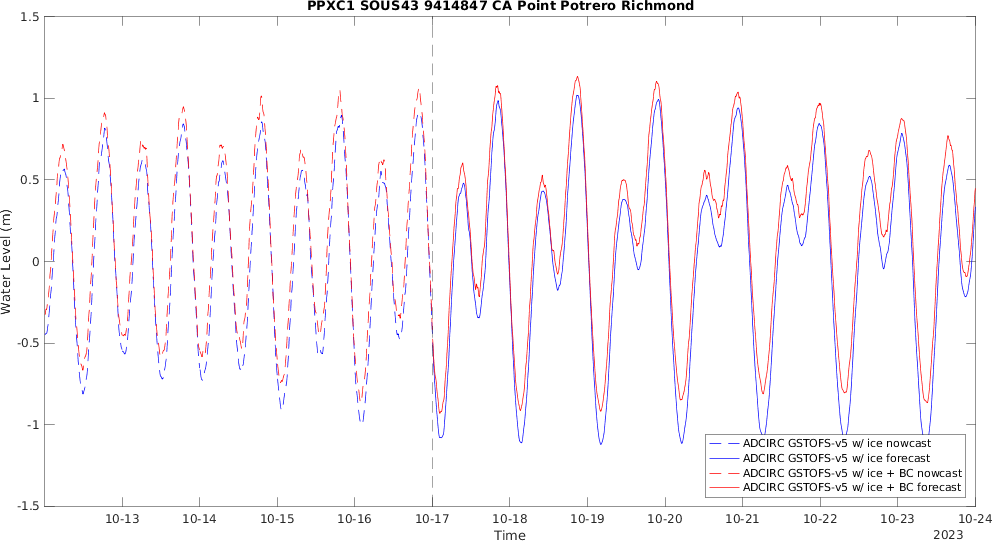 PPXC1 SOUS43 9414847 CA Point Potrero Richmond
1.5
1
0.5
0
-0.5
-1
-1.5
Water Level (m)
10-13
10-14
10-15
10-16
10-17
10-18
10-19
10-20
10-21
10-22
10-23
10-24
Time
2023
ADCIRC GSTOFS-v5 w/ ice nowcast
ADCIRC GSTOFS-v5 w/ ice forecast
ADCIRC GSTOFS-v5 w/ ice + BC nowcast
ADCIRC GSTOFS-v5 w/ ice + BC forecast